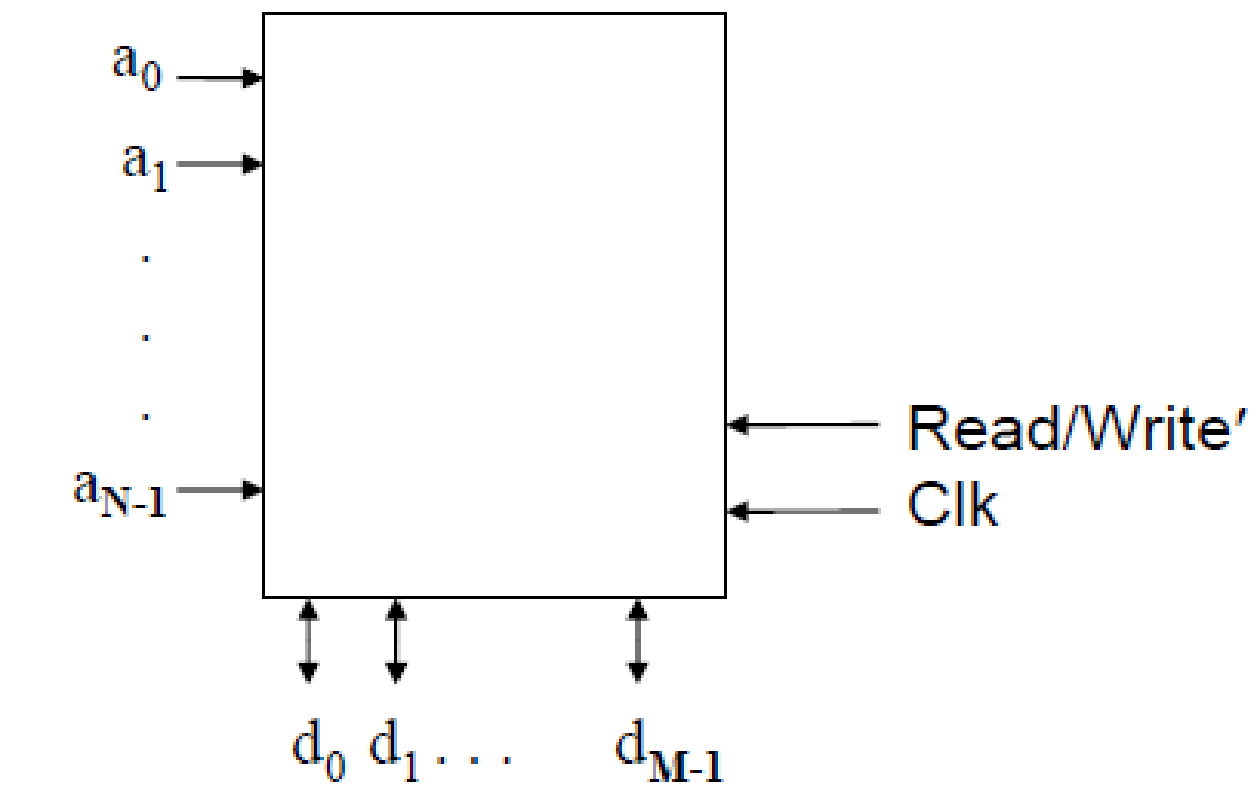 a₀
a₁
.
.
.
aN-1
Read/Write′
Clk
d₀ d₁ . . . dM-1